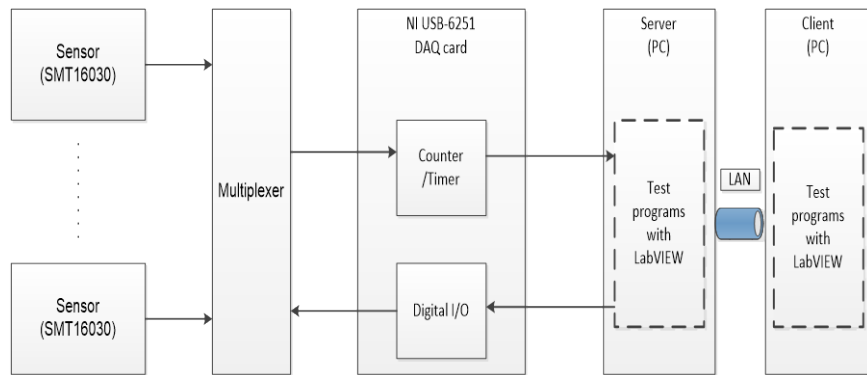 Sensor
(SMT16030)
Sensor
(SMT16030)
Multiplexer
NI USB-6251
DAQ card
Counter
/Timer
Digital I/O
Server
(PC)
Test
programs
with
LabVIEW
LAN
Client
(PC)
Test
programs
with
LabVIEW